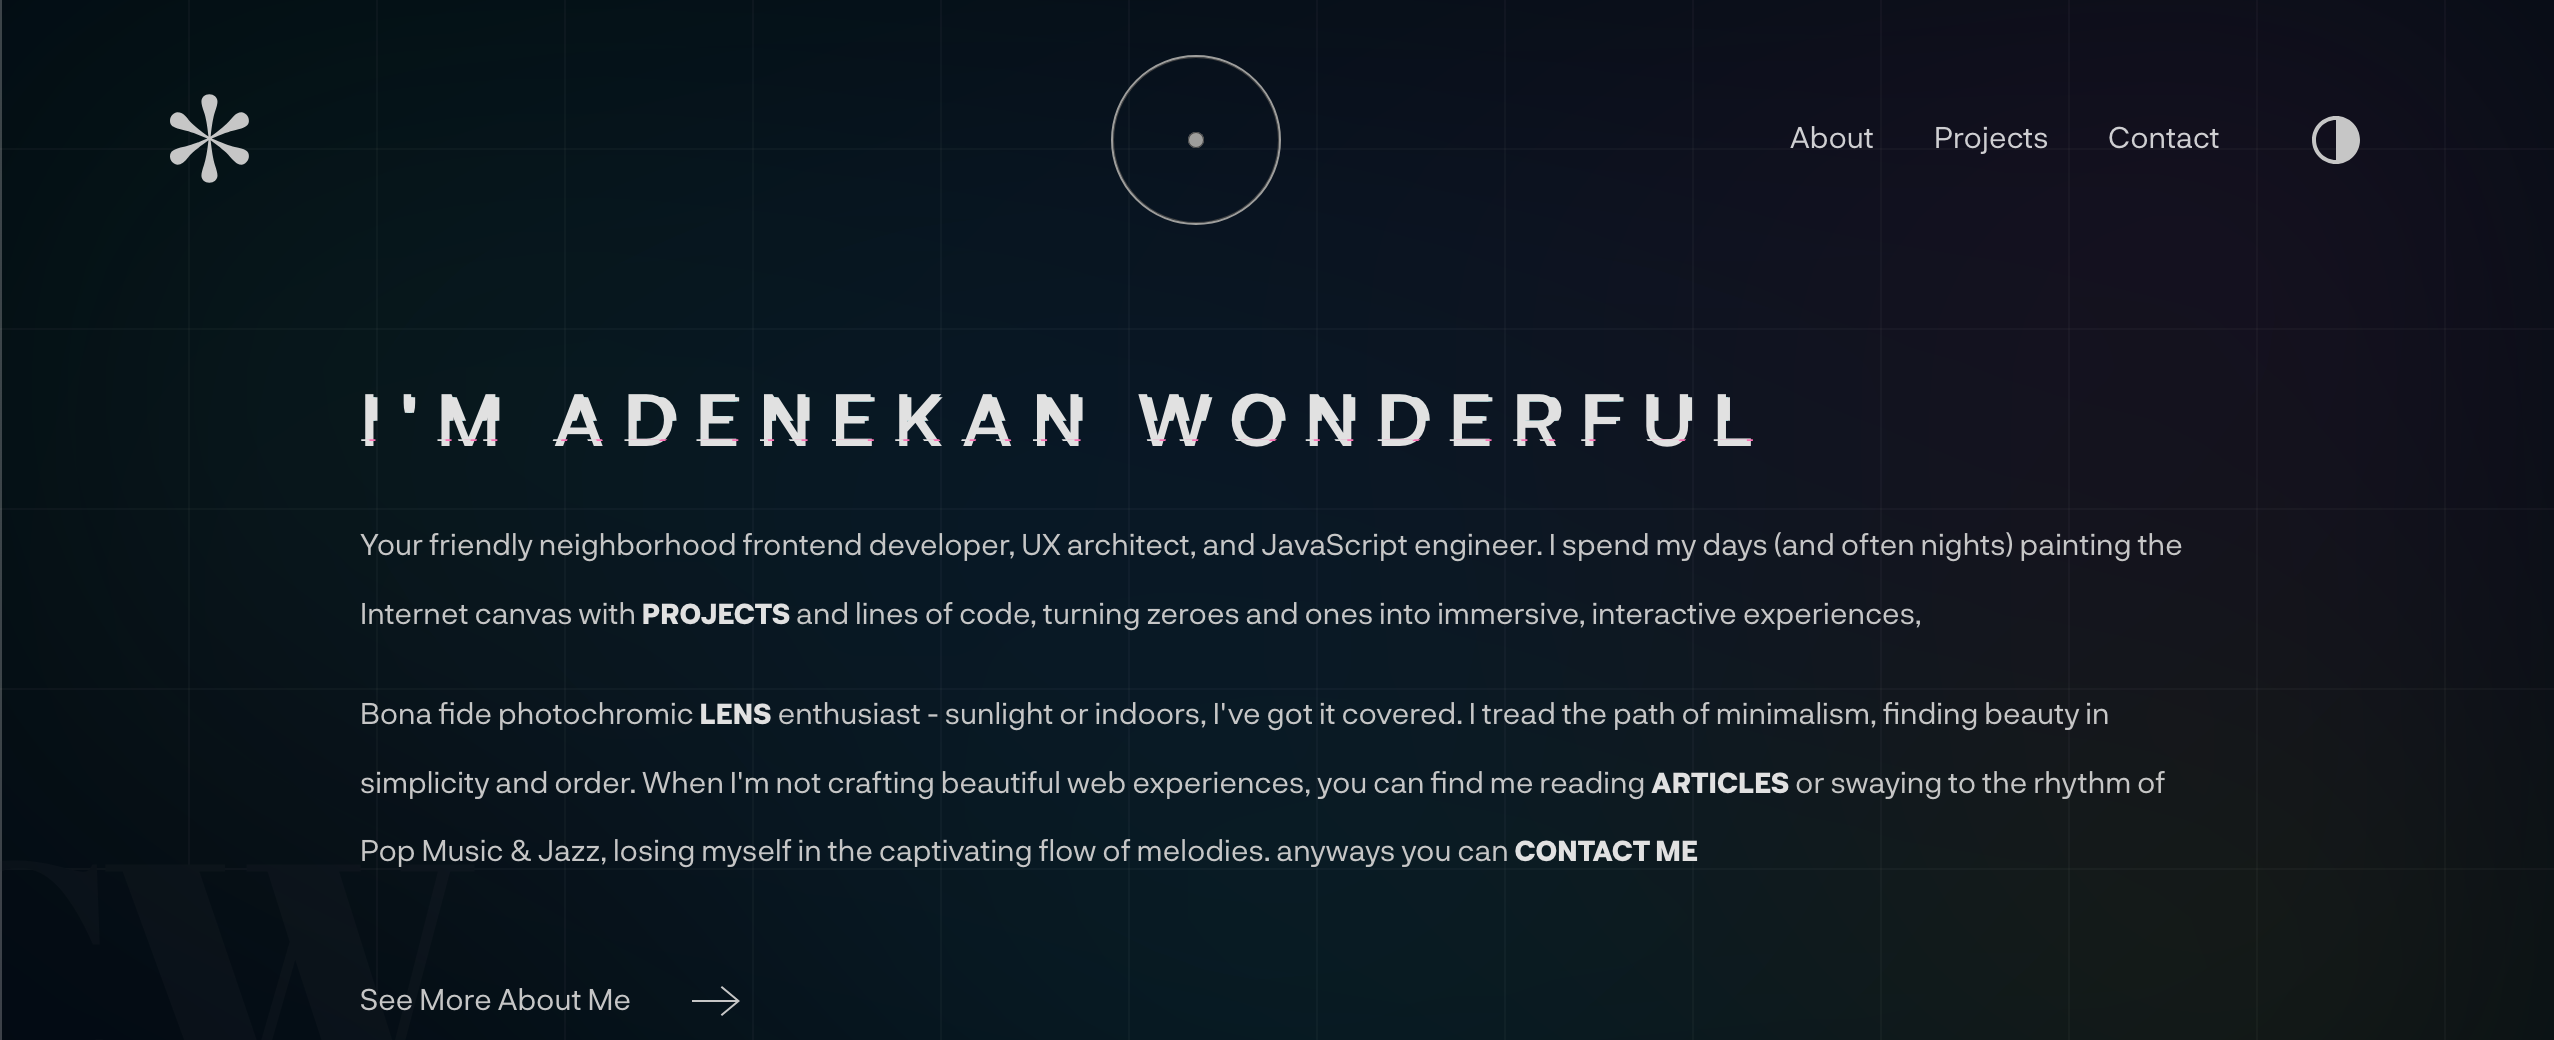 About Projects Contact
I'M ADENEKAN WONDERFUL
Your friendly neighborhood frontend developer, UX architect, and JavaScript engineer. I spend my days (and often nights) painting the
Internet canvas with PROJECTS and lines of code, turning zeroes and ones into immersive, interactive experiences,
Bona fide photochromic LENS enthusiast - sunlight or indoors, I've got it covered. I tread the path of minimalism, finding beauty in
simplicity and order. When I'm not crafting beautiful web experiences, you can find me reading ARTICLES or swaying to the rhythm of
Pop Music & Jazz, losing myself in the captivating flow of melodies. anyways you can CONTACT ME
See More About Me